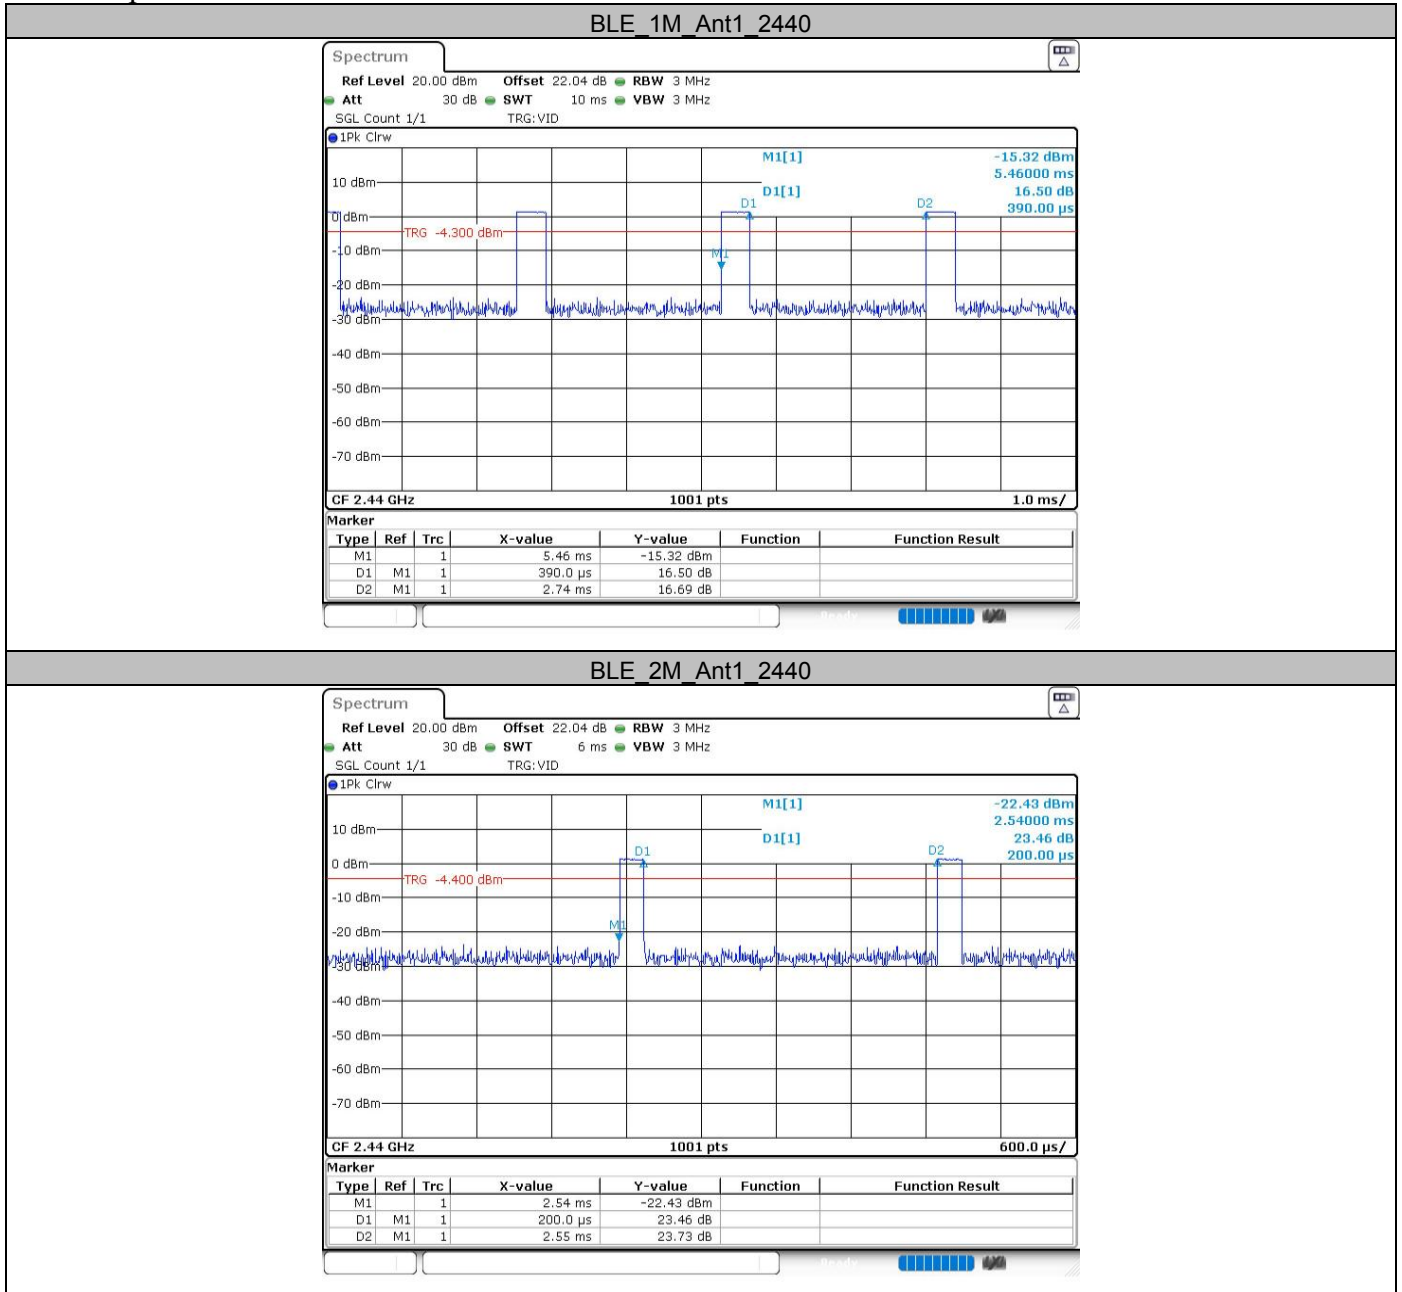 BLE_1M_Ant1_2440
Spectrum
Ref Level 20.00 dBm Offset 22.04 dB RBW 3 MHz
Att 30 dB SWT 10 ms VBW 3 MHz
SGL Count 1/1 TRG:VID
1Pk Clrw
M1[1] -15.32 dBm
5.46000 ms
10 dBm
D1[1] 16.50 dB
390.00 µs
D1 D2
0 dBm
TRG -4.300 dBm
-10 dBm
M1
-20 dBm
-30 dBm
-40 dBm
-50 dBm
-60 dBm
-70 dBm
CF 2.44 GHz 1001 pts 1.0 ms/
Marker
Type Ref Trc X-value Y-value Function Function Result
M1 1 5.46 ms -15.32 dBm
D1 M1 1 390.0 µs 16.50 dB
D2 M1 1 2.74 ms 16.69 dB
Ready
BLE_2M_Ant1_2440
Spectrum
Ref Level 20.00 dBm Offset 22.04 dB RBW 3 MHz
Att 30 dB SWT 6 ms VBW 3 MHz
SGL Count 1/1 TRG:VID
1Pk Clrw
M1[1] -22.43 dBm
2.54000 ms
10 dBm
D1[1] 23.46 dB
200.00 µs
D1 D2
0 dBm
TRG -4.400 dBm
-10 dBm
M1
-20 dBm
-30 dBm
-40 dBm
-50 dBm
-60 dBm
-70 dBm
CF 2.44 GHz 1001 pts 600.0 µs/
Marker
Type Ref Trc X-value Y-value Function Function Result
M1 1 2.54 ms -22.43 dBm
D1 M1 1 200.0 µs 23.46 dB
D2 M1 1 2.55 ms 23.73 dB
Ready